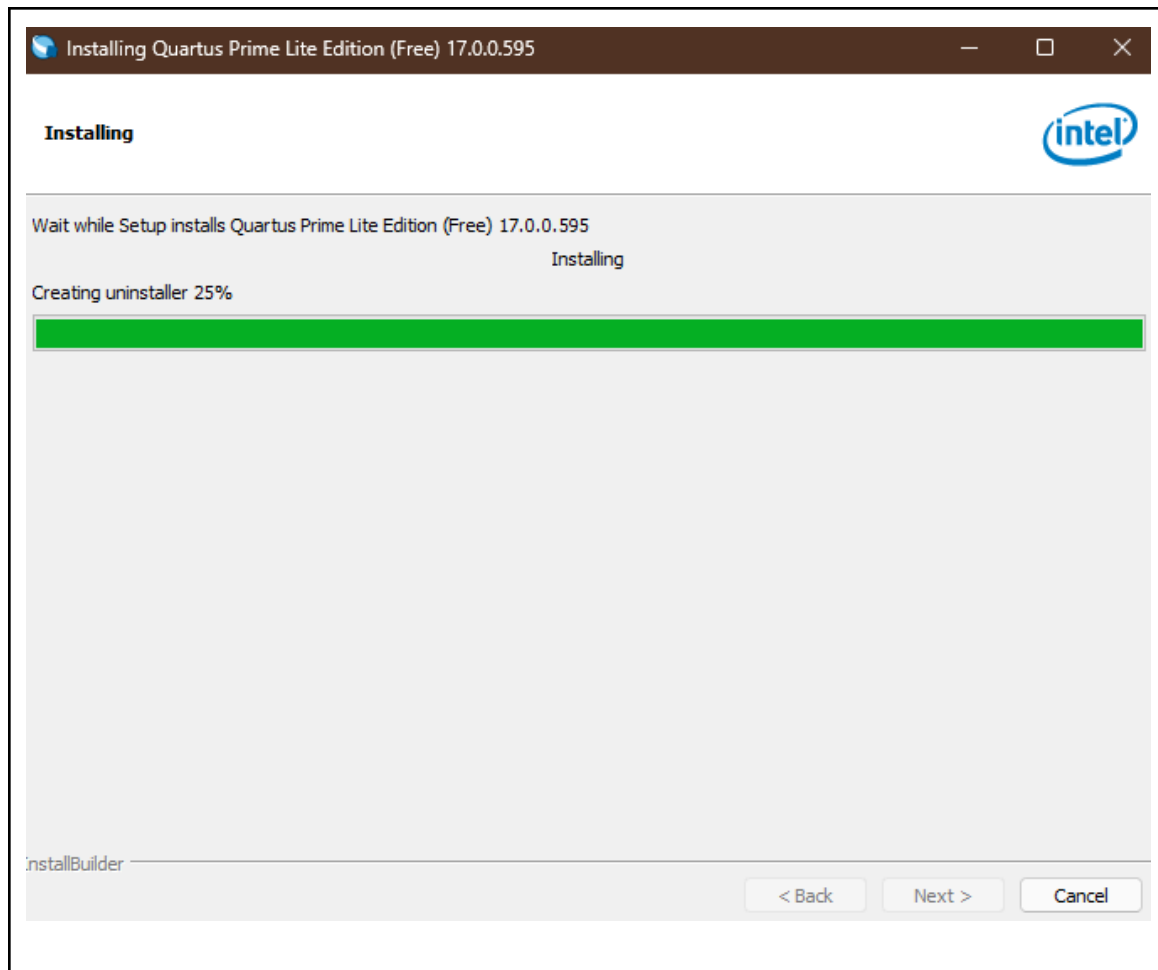 Installing Quartus Prime Lite Edition (Free) 17.0.0.595
Installing
intel
Wait while Setup installs Quartus Prime Lite Edition (Free) 17.0.0.595
Installing
Creating uninstaller 25%
nstallBuilder
< Back Next > Cancel